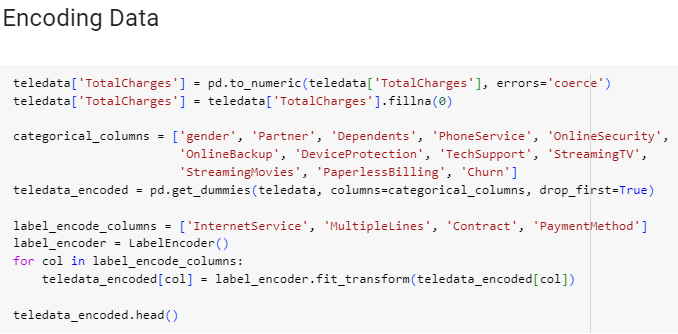 Encoding Data
teledata['TotalCharges'] = pd.to_numeric(teledata['TotalCharges'], errors='coerce')
teledata['TotalCharges'] = teledata['TotalCharges'].fillna(0)
categorical_columns = ['gender', 'Partner', 'Dependents', 'PhoneService', 'OnlineSecurity',
'OnlineBackup', 'DeviceProtection', 'TechSupport', 'StreamingTV',
'StreamingMovies', 'PaperlessBilling', 'Churn']
teledata_encoded = pd.get_dummies(teledata, columns=categorical_columns, drop_first=True)
label_encode_columns = ['InternetService', 'MultipleLines', 'Contract', 'PaymentMethod']
label_encoder = LabelEncoder()
for col in label_encode_columns:
    teledata_encoded[col] = label_encoder.fit_transform(teledata_encoded[col])
teledata_encoded.head()